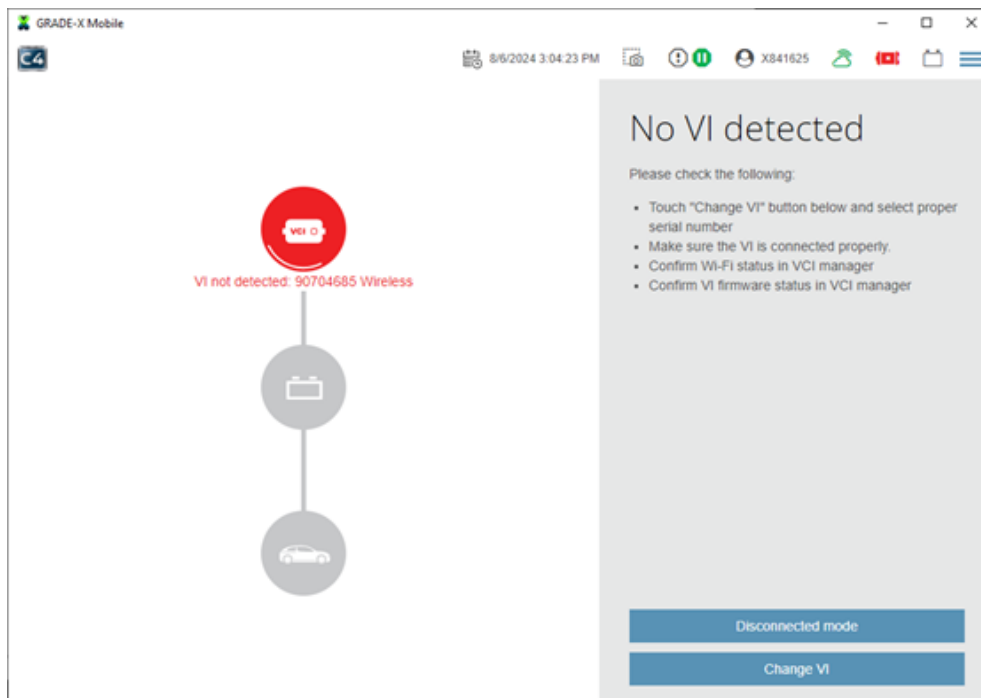 GRADE-X Mobile
C4
8/6/2024 3:04:23 PM
X841625
No VI detected
Please check the following:
Touch "Change VI" button below and select proper
serial number
Make sure the VI is connected properly.
Confirm Wi-Fi status in VCI manager
Confirm VI firmware status in VCI manager
VCI
VI not detected: 90704685 Wireless
Disconnected mode
Change VI